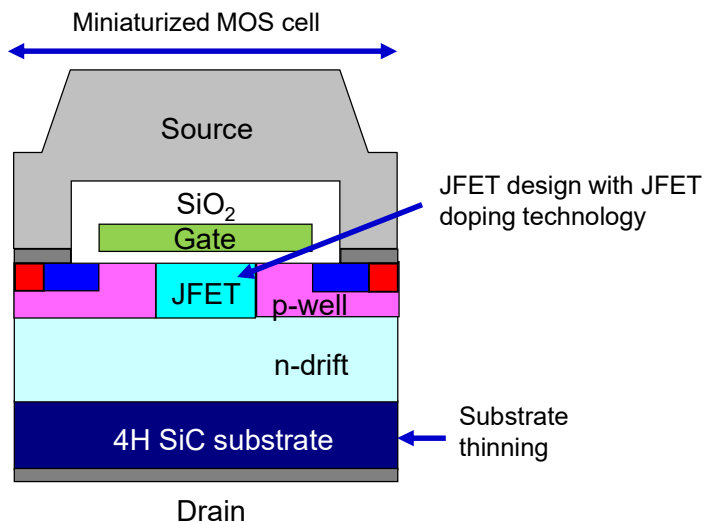 Miniaturized MOS cell
Source
SiO₂
Gate
JFET design with JFET
doping technology
JFET
p-well
n-drift
4H SiC substrate
Substrate
thinning
Drain